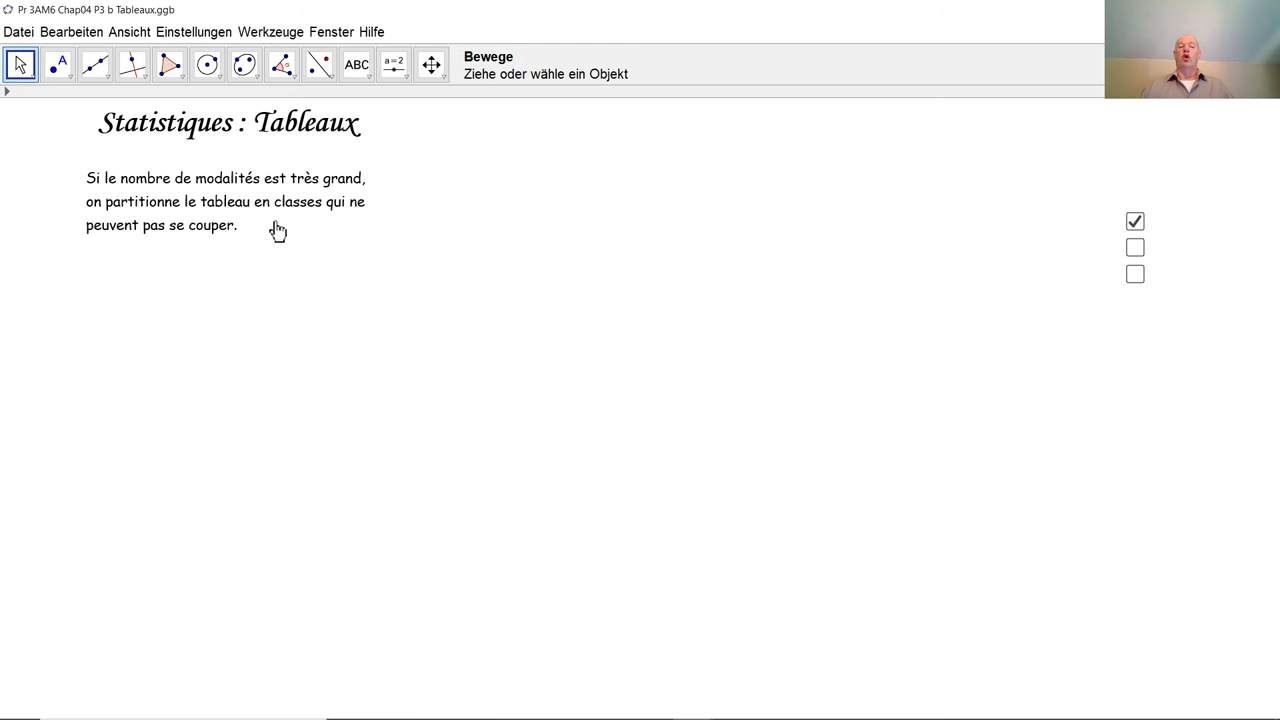 Pr 3AM6 Chap04 P3 b Tableaux.ggb
Datei Bearbeiten Ansicht Einstellungen Werkzeuge Fenster Hilfe
A
ABC
a=2
Bewege
Ziehe oder wähle ein Objekt
Statistiques : Tableaux
Si le nombre de modalités est très grand,
on partitionne le tableau en classes qui ne
peuvent pas se couper.